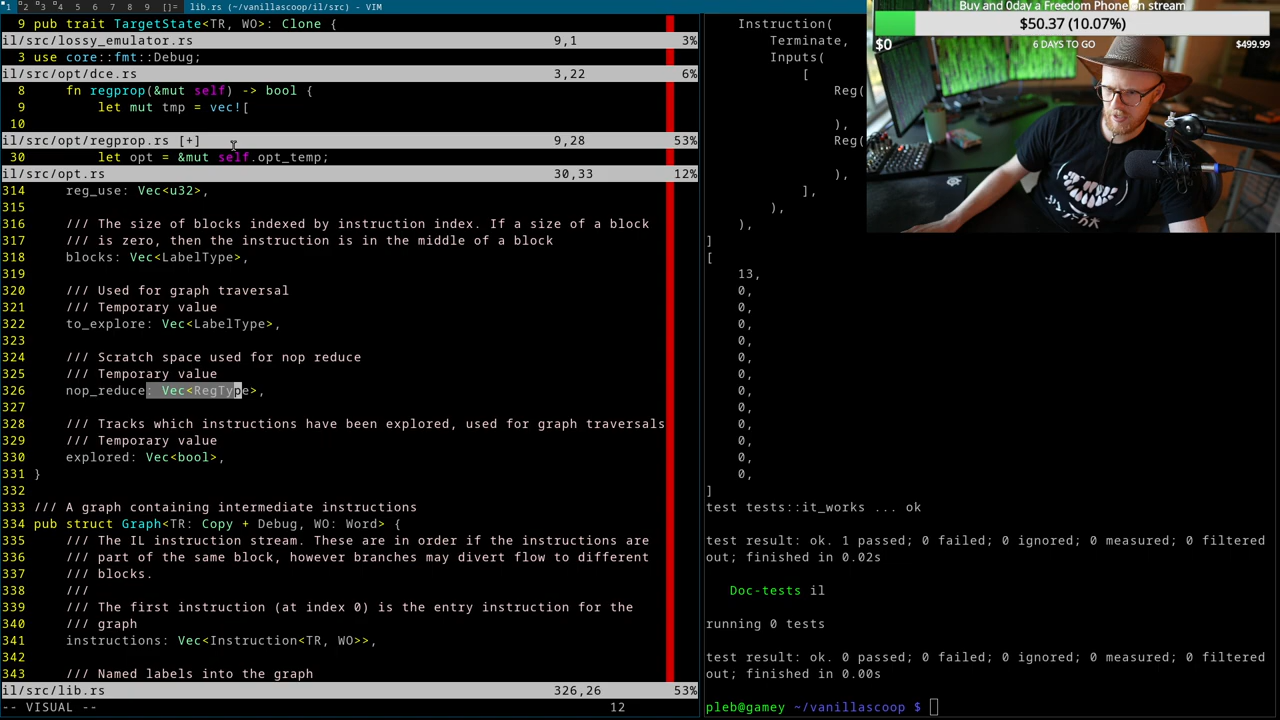 1 2 3 4 5 6 7 8 9 []= lib.rs (~/vanillascoop/il/src) - VIM
9 pub trait TargetState<TR, WO>: Clone {
il/src/lossy_emulator.rs 9,1 3%
3 use core::fmt::Debug;
il/src/opt/dce.rs 3,22 6%
8 fn regprop(&mut self) -> bool {
9 let mut tmp = vec![
10
il/src/opt/regprop.rs [+] 9,28 53%
30 let opt = &mut self.opt_temp;
il/src/opt.rs 30,33 12%
314 reg_use: Vec<u32>,
315
316 /// The size of blocks indexed by instruction index. If a size of a block
317 /// is zero, then the instruction is in the middle of a block
318 blocks: Vec<LabelType>,
319
320 /// Used for graph traversal
321 /// Temporary value
322 to_explore: Vec<LabelType>,
323
324 /// Scratch space used for nop reduce
325 /// Temporary value
326 nop_reduce: Vec<RegType>,
327
328 /// Tracks which instructions have been explored, used for graph traversals
329 /// Temporary value
330 explored: Vec<bool>,
331 }
332
333 /// A graph containing intermediate instructions
334 pub struct Graph<TR: Copy + Debug, WO: Word> {
335 /// The IL instruction stream. These are in order if the instructions are
336 /// part of the same block, however branches may divert flow to different
337 /// blocks.
338 ///
339 /// The first instruction (at index 0) is the entry instruction for the
340 /// graph
341 instructions: Vec<Instruction<TR, WO>>,
342
343 /// Named labels into the graph
il/src/lib.rs 326,26 53%
-- VISUAL -- 12
Instruction(
Terminate,
Inputs(
[
Reg(
),
Reg(
),
],
),
),
]
[
13,
0,
0,
0,
0,
0,
0,
0,
0,
0,
0,
0,
0,
]
test tests::it_works ... ok
test result: ok. 1 passed; 0 failed; 0 ignored; 0 measured; 0 filtered
out; finished in 0.02s
Doc-tests il
running 0 tests
test result: ok. 0 passed; 0 failed; 0 ignored; 0 measured; 0 filtered
out; finished in 0.00s
pleb@gamey ~/vanillascoop $
Buy and 0day a Freedom Phone on stream
$50.37 (10.07%)
$0 6 DAYS TO GO $499.99